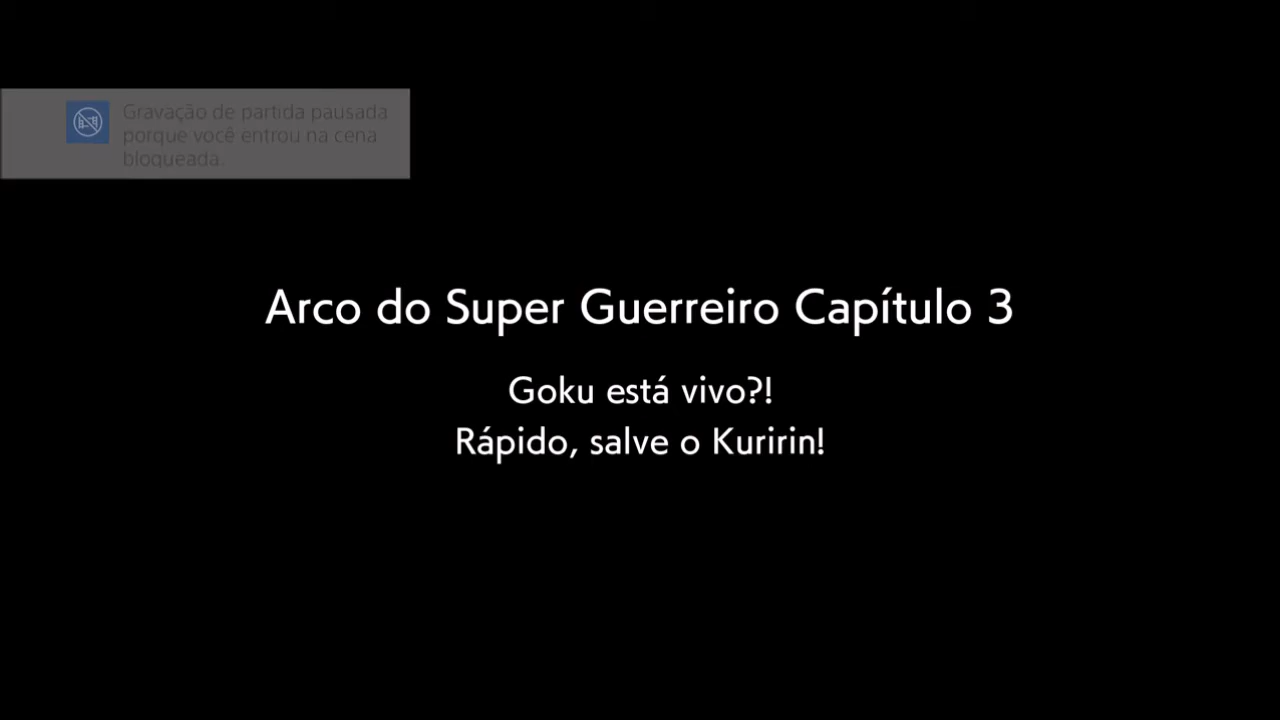 Gravação de partida pausada
porque você entrou na cena
bloqueada.
Arco do Super Guerreiro Capítulo 3
Goku está vivo?!
Rápido, salve o Kuririn!